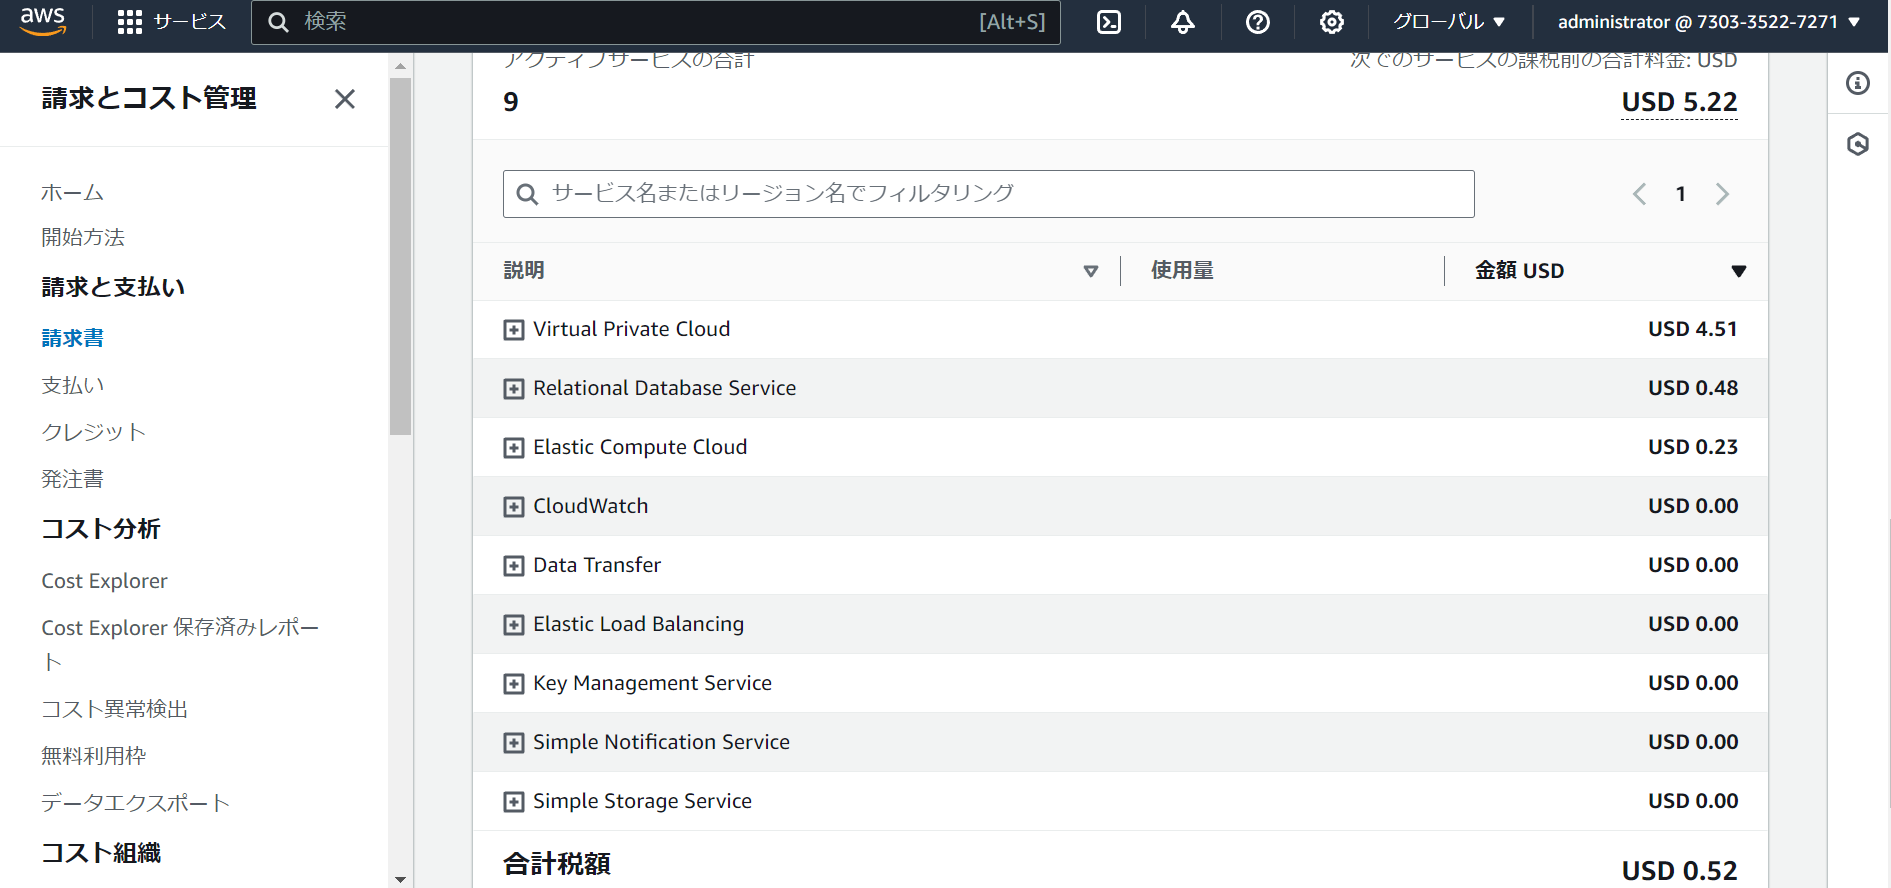 aws サービス 検索 [Alt+S] グローバル ▼ administrator @ 7303-3522-7271 ▼
請求とコスト管理
ホーム
開始方法
請求と支払い
請求書
支払い
クレジット
発注書
コスト分析
Cost Explorer
Cost Explorer 保存済みレポー
ト
コスト異常検出
無料利用枠
データエクスポート
コスト組織
アクティブサービスの合計 次でのサービスの課税前の合計料金: USD
9 USD 5.22
サービス名またはリージョン名でフィルタリング 1
説明 使用量 金額 USD
Virtual Private Cloud USD 4.51
Relational Database Service USD 0.48
Elastic Compute Cloud USD 0.23
CloudWatch USD 0.00
Data Transfer USD 0.00
Elastic Load Balancing USD 0.00
Key Management Service USD 0.00
Simple Notification Service USD 0.00
Simple Storage Service USD 0.00
合計税額 USD 0.52